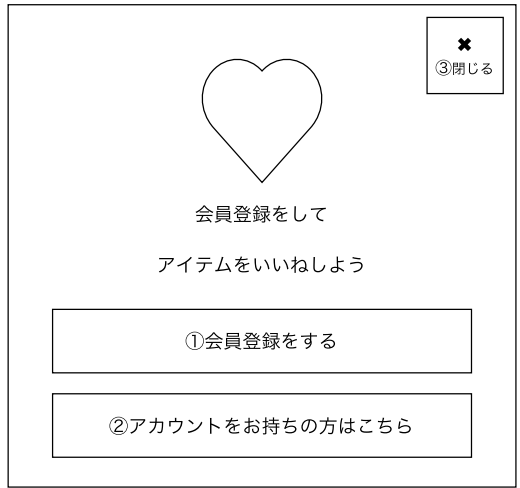 ✖
③閉じる
会員登録をして
アイテムをいいねしよう
①会員登録をする
②アカウントをお持ちの方はこちら